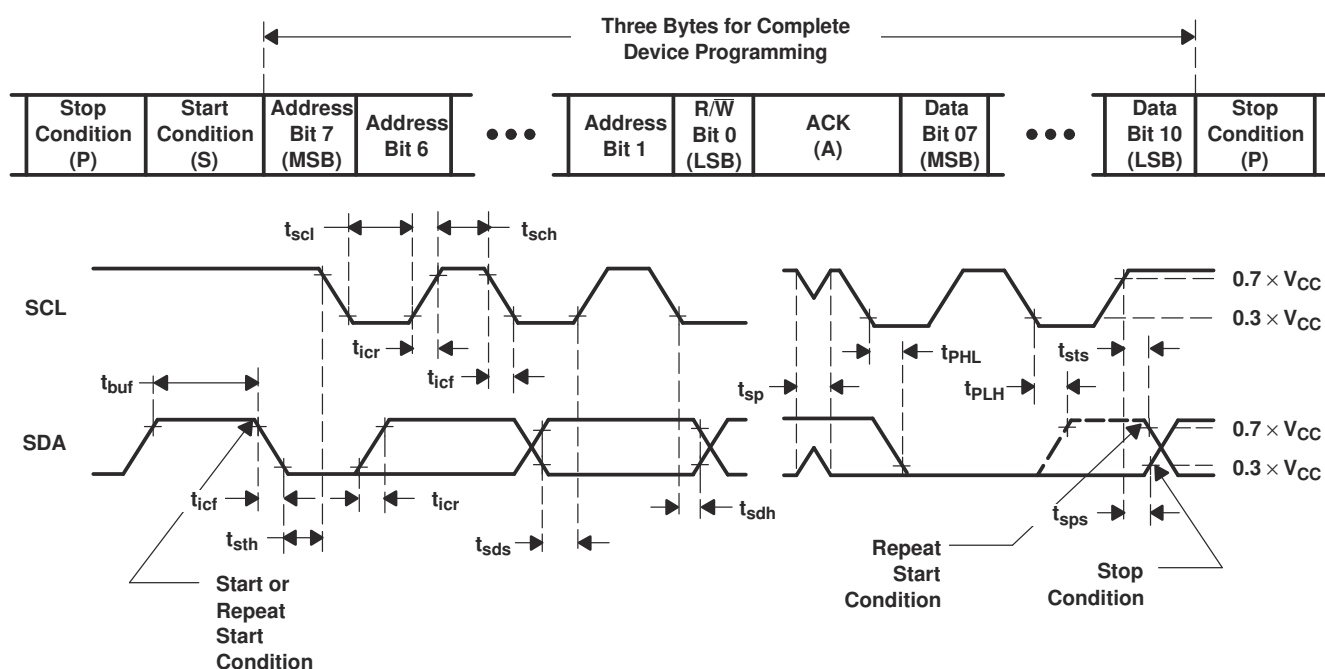 Three Bytes for Complete
Device Programming
Stop
Condition
(P)
Start
Condition
(S)
Address
Bit 7
(MSB)
Address
Bit 6
•••
Address
Bit 1
R/W̅
Bit 0
(LSB)
ACK
(A)
Data
Bit 07
(MSB)
•••
Data
Bit 10
(LSB)
Stop
Condition
(P)
tscl
tsch
SCL
0.7 × VCC
0.3 × VCC
ticr
ticf
tPHL
tsts
tbuf
tsp
tPLH
SDA
0.7 × VCC
0.3 × VCC
ticf
ticr
tsdh
tsth
tsds
tsps
Start or
Repeat
Start
Condition
Repeat
Start
Condition
Stop
Condition